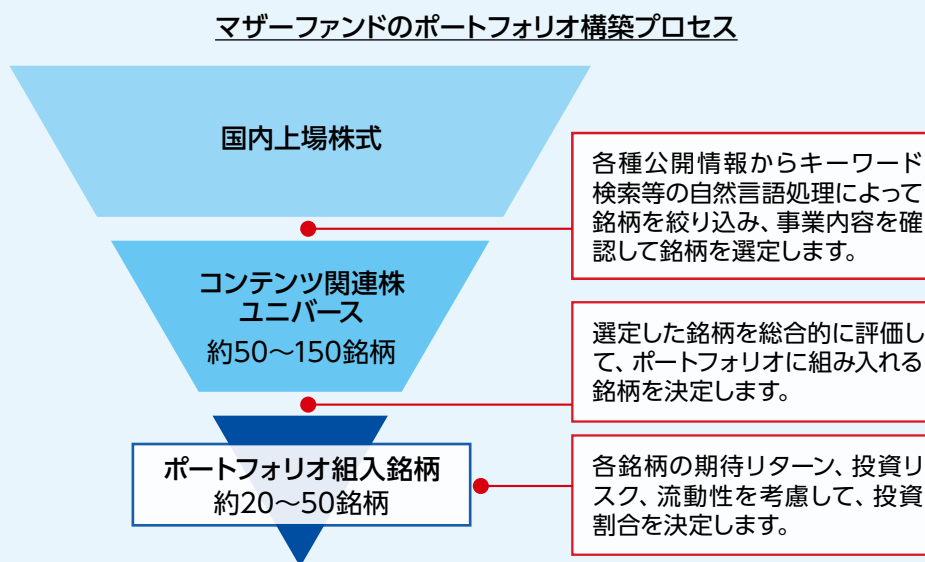 マザーファンドのポートフォリオ構築プロセス
国内上場株式
各種公開情報からキーワード
検索等の自然言語処理によって
銘柄を絞り込み、事業内容を確
認して銘柄を選定します。
コンテンツ関連株
ユニバース
約50〜150銘柄
選定した銘柄を総合的に評価し
て、ポートフォリオに組み入れる
銘柄を決定します。
ポートフォリオ組入銘柄
約20〜50銘柄
各銘柄の期待リターン、投資リ
スク、流動性を考慮して、投資
割合を決定します。